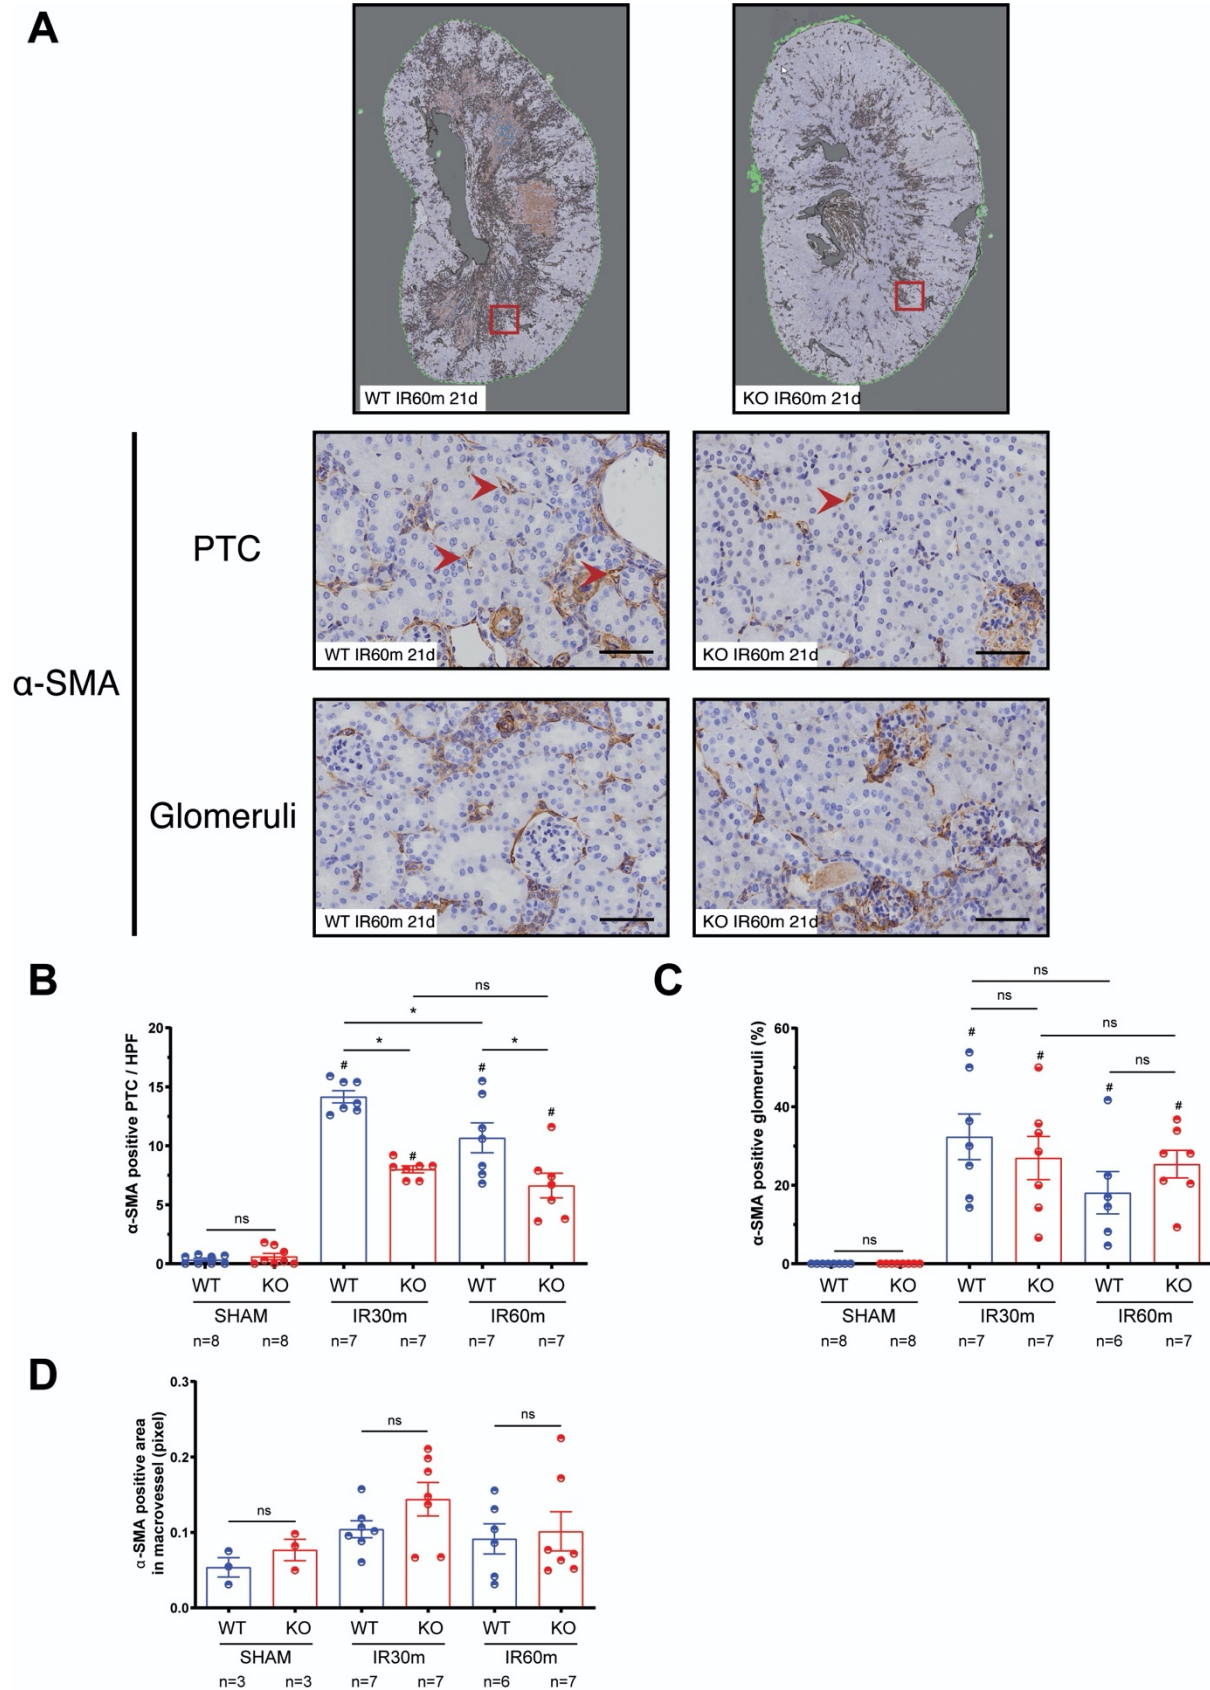 A
WT IR60m 21d
KO IR60m 21d
α-SMA
PTC
WT IR60m 21d
KO IR60m 21d
Glomeruli
WT IR60m 21d
KO IR60m 21d
B
α-SMA positive PTC / HPF
20
15
10
5
0
ns
*
*
*
ns
# # # #
WT KO WT KO WT KO
SHAM IR30m IR60m
n=8 n=8 n=7 n=7 n=7 n=7
C
α-SMA positive glomeruli (%)
60
40
20
0
ns
ns
ns
ns
ns
# # # #
WT KO WT KO WT KO
SHAM IR30m IR60m
n=8 n=8 n=7 n=7 n=6 n=7
D
α-SMA positive area
in macrovessel (pixel)
0.3
0.2
0.1
0.0
ns ns ns
WT KO WT KO WT KO
SHAM IR30m IR60m
n=3 n=3 n=7 n=7 n=6 n=7